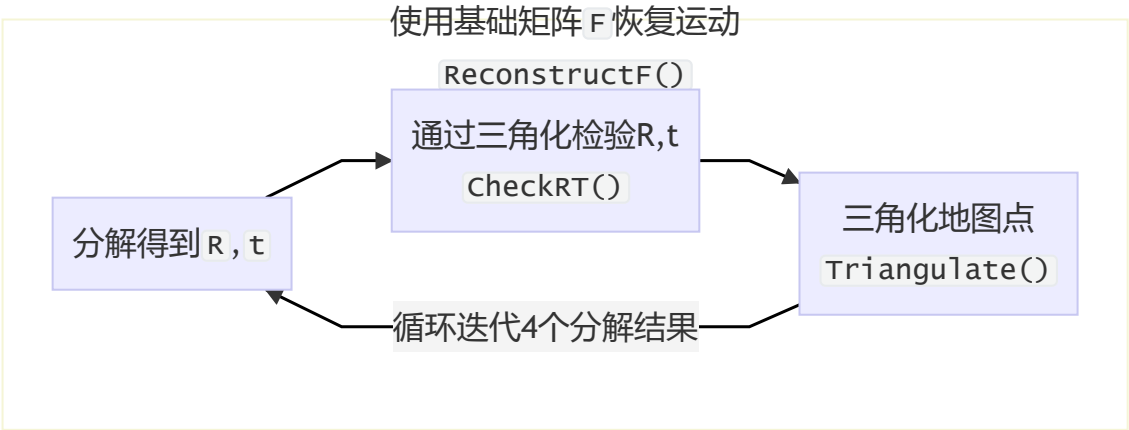 使用基础矩阵F恢复运动
ReconstructF()
通过三角化检验R,t
CheckRT()
分解得到R,t
三角化地图点
Triangulate()
循环迭代4个分解结果